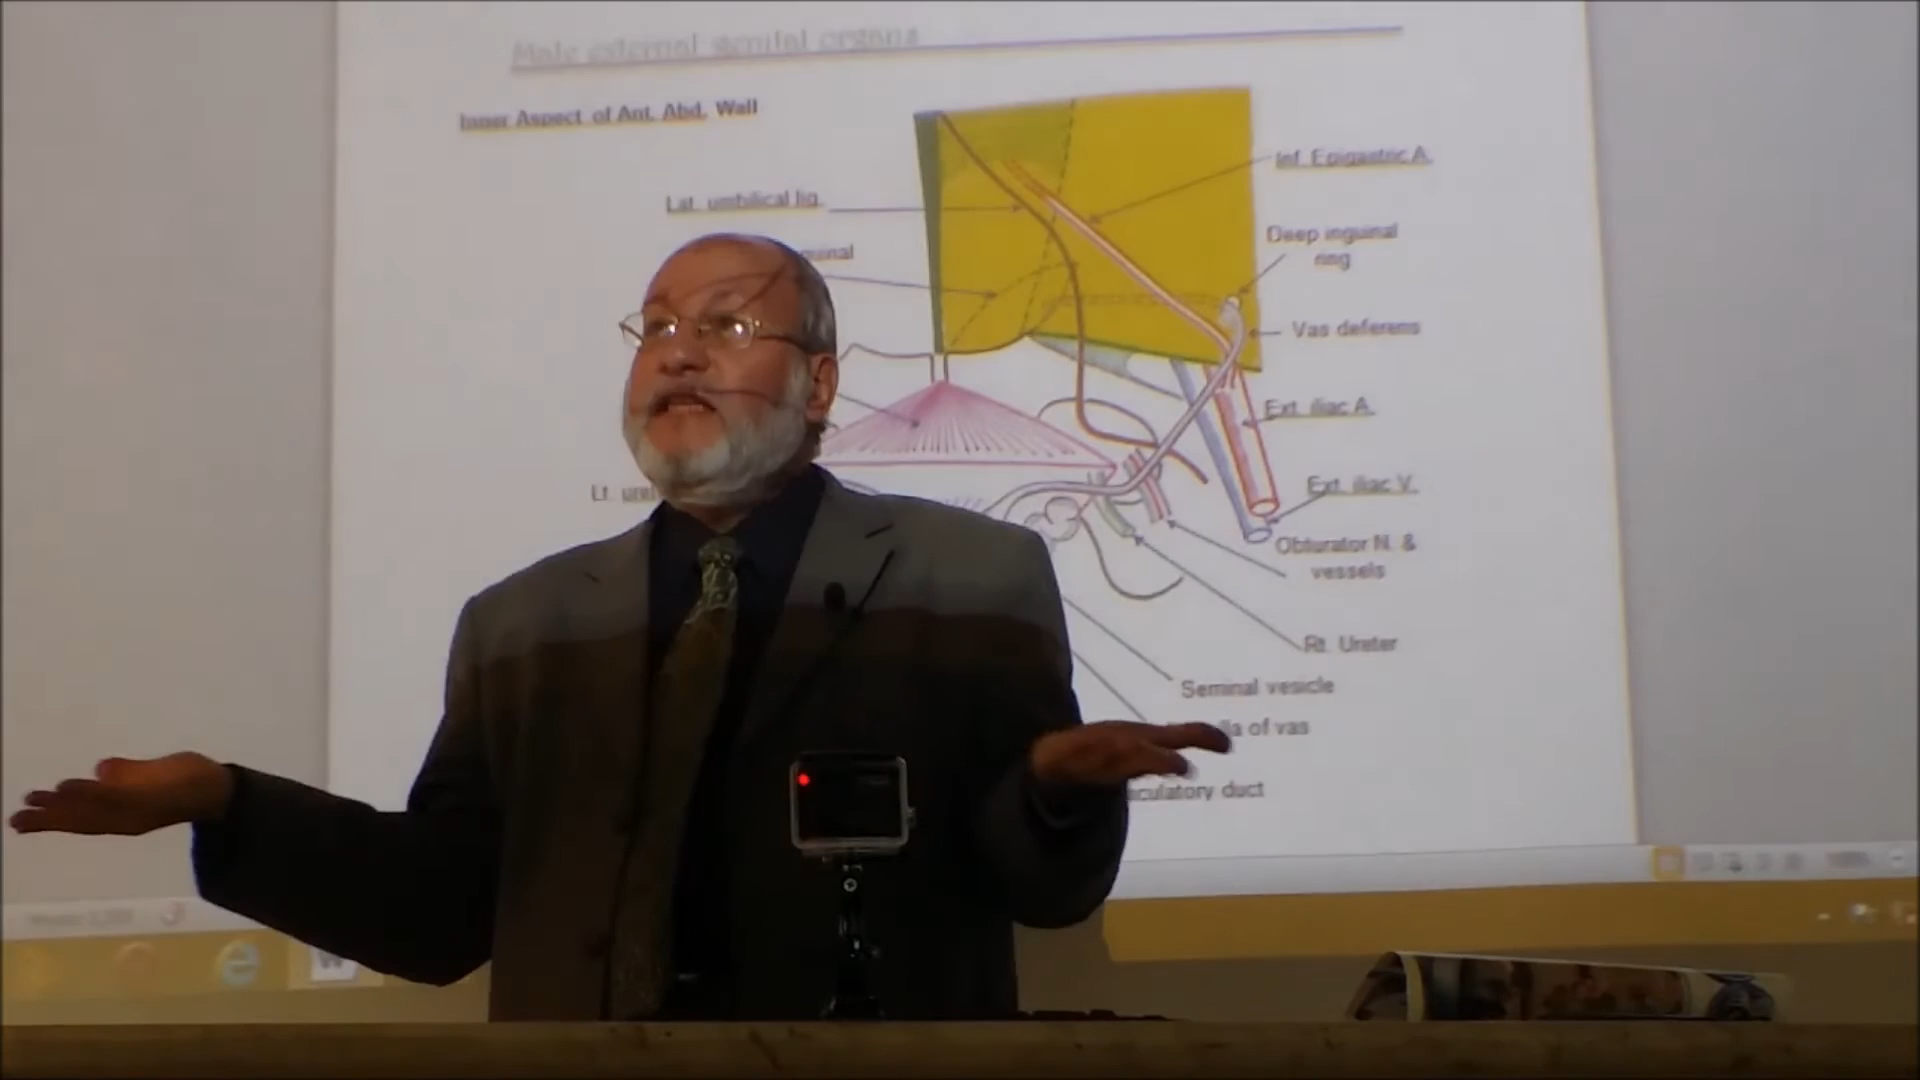 Male external genital organs
Inner Aspect of Ant. Abd. Wall
Inf. Epigastric A.
Lat. umbilical lig.
Deep inguinal
ring
Vas deferens
Ext. iliac A.
Ext. iliac V.
Lt.
Obturator N. &
vessels
Rt. Ureter
Seminal vesicle
of vas
duct